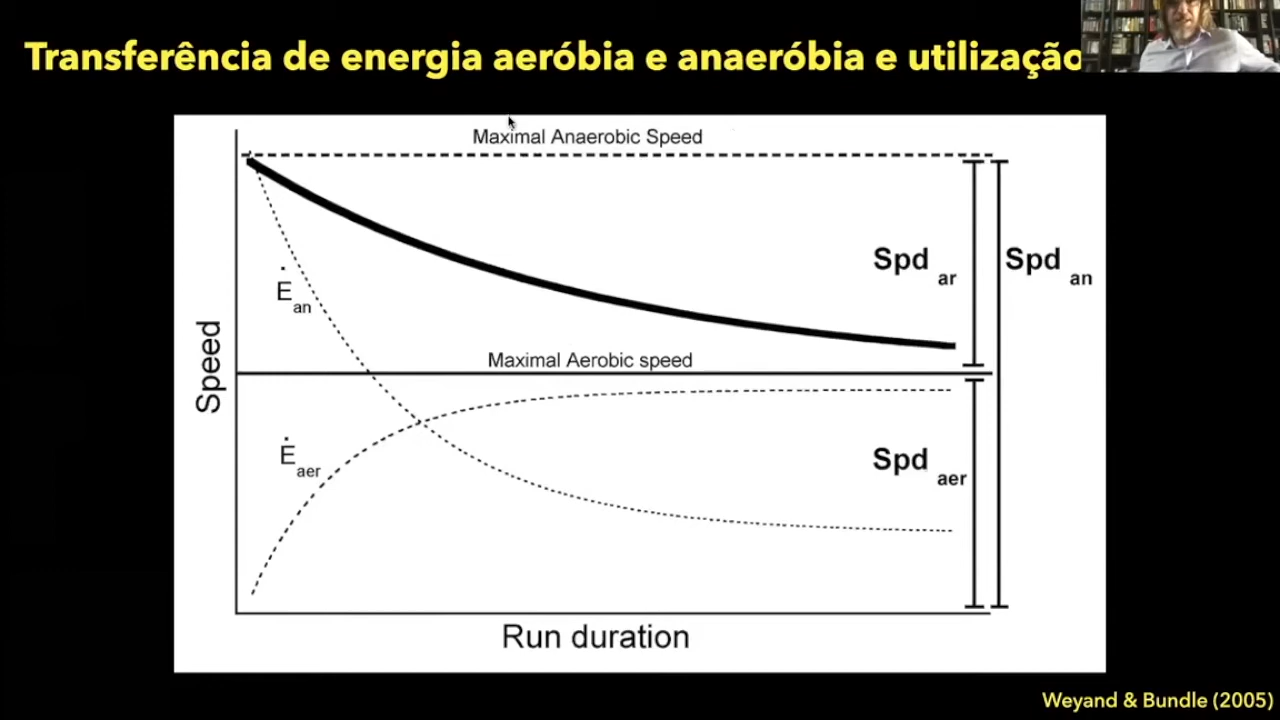 Transferência de energia aeróbia e anaeróbia e utilização
Maximal Anaerobic Speed
Spd ar
Spd an
Ė an
Speed
Maximal Aerobic speed
Ė aer
Spd aer
Run duration
Weyand & Bundle (2005)